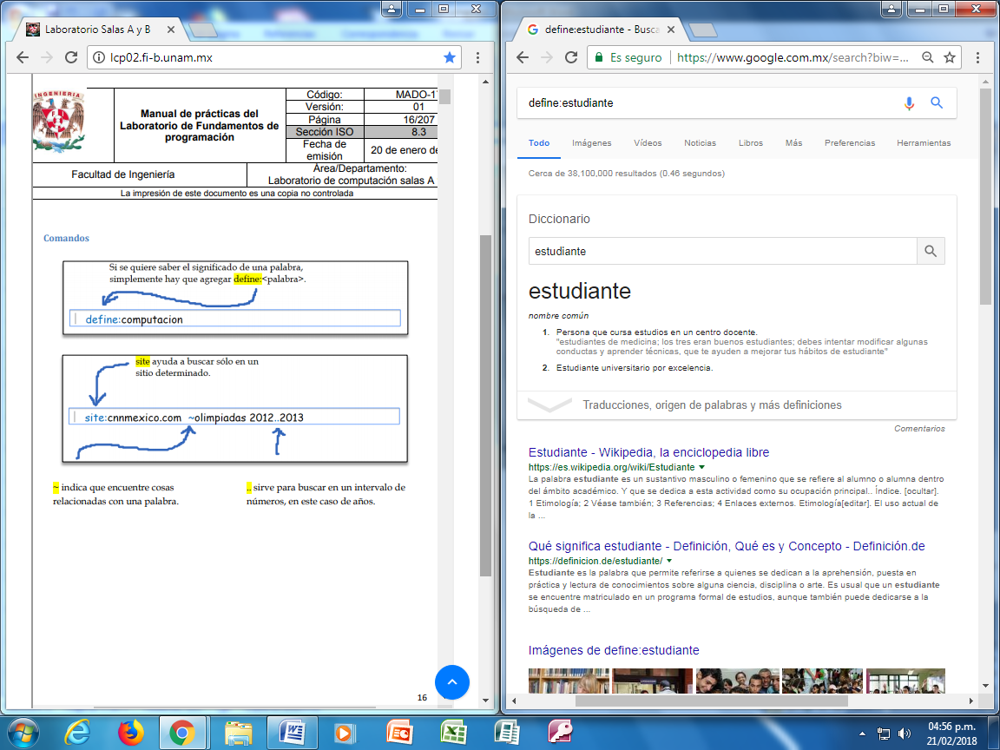 Laboratorio Salas A y B
lcp02.fi-b.unam.mx
INGENIERIA
Manual de prácticas del
Laboratorio de Fundamentos de
programación
Código:
MADO-17
Versión:
01
Página
16/207
Sección ISO
8.3
Fecha de
emisión
20 de enero de
Facultad de Ingeniería
Área/Departamento:
Laboratorio de computación salas A
La impresión de este documento es una copia no controlada
Comandos
Si se quiere saber el significado de una palabra,
simplemente hay que agregar define:<palabra>.
define:computacion
site ayuda a buscar sólo en un
sitio determinado.
site:cnnmexico.com ~olimpiadas 2012..2013
~ indica que encuentre cosas
relacionadas con una palabra.
.. sirve para buscar en un intervalo de
números, en este caso de años.
16
define:estudiante - Busca
Es seguro
https://www.google.com.mx/search?biw=...
define:estudiante
Todo Imágenes Vídeos Noticias Libros Más Preferencias Herramientas
Cerca de 38,100,000 resultados (0.46 segundos)
Diccionario
estudiante
estudiante
nombre común
1. Persona que cursa estudios en un centro docente.
"estudiantes de medicina; los tres eran buenos estudiantes; debes intentar modificar algunas
conductas y aprender técnicas, que te ayuden a mejorar tus hábitos de estudiante"
2. Estudiante universitario por excelencia.
Traducciones, origen de palabras y más definiciones
Comentarios
Estudiante - Wikipedia, la enciclopedia libre
https://es.wikipedia.org/wiki/Estudiante
La palabra estudiante es un sustantivo masculino o femenino que se refiere al alumno o alumna dentro
del ámbito académico. Y que se dedica a esta actividad como su ocupación principal.. Índice. [ocultar].
1 Etimología; 2 Véase también; 3 Referencias; 4 Enlaces externos. Etimología[editar]. El uso actual de
la ...
Qué significa estudiante - Definición, Qué es y Concepto - Definición.de
https://definicion.de/estudiante/
Estudiante es la palabra que permite referirse a quienes se dedican a la aprehensión, puesta en
práctica y lectura de conocimientos sobre alguna ciencia, disciplina o arte. Es usual que un estudiante
se encuentre matriculado en un programa formal de estudios, aunque también puede dedicarse a la
búsqueda de ...
Imágenes de define:estudiante
04:56 p.m.
21/02/2018